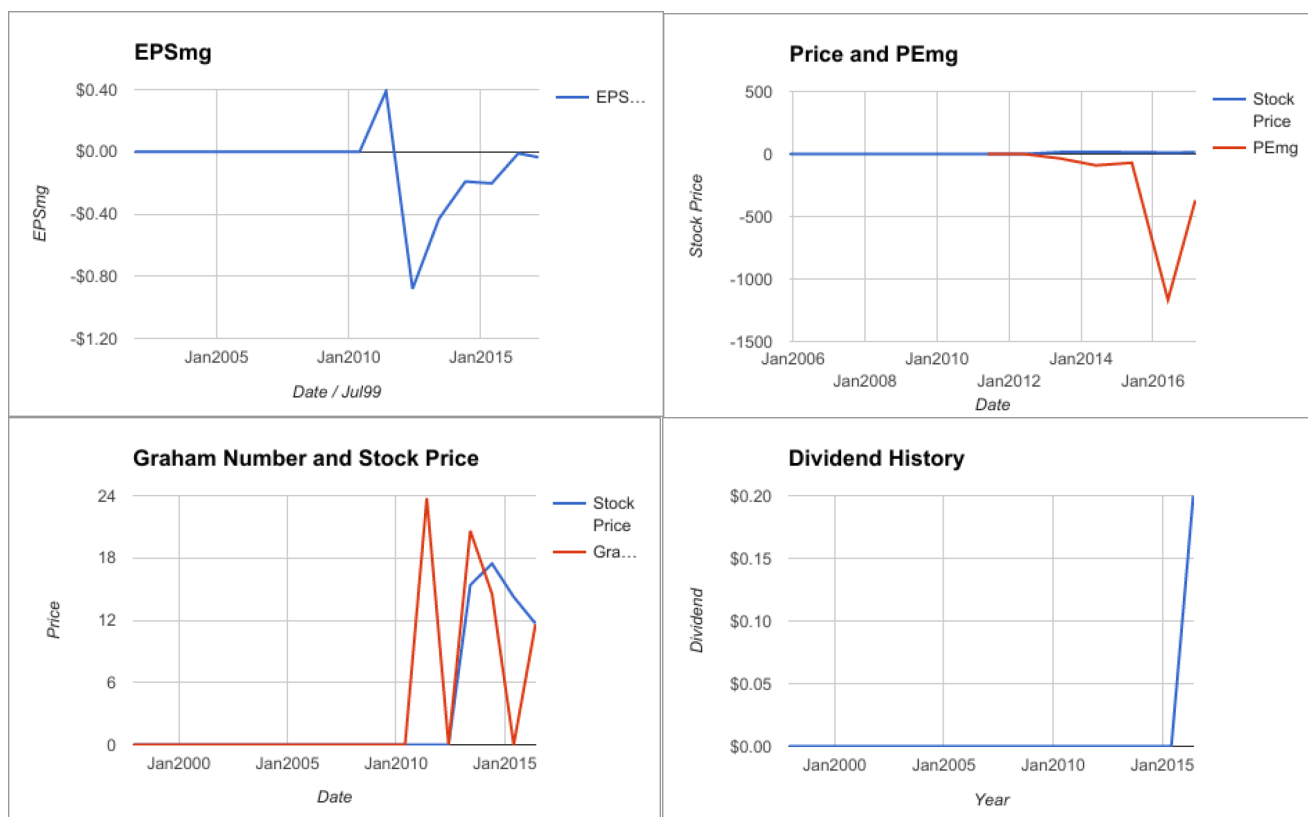 EPSmg
$0.40
$0.00
-$0.40
-$0.80
-$1.20
EPSmg
EPS…
Jan2005
Jan2010
Jan2015
Date / Jul99
Price and PEmg
500
0
-500
-1000
-1500
Stock Price
Stock
Price
PEmg
Jan2006
Jan2010
Jan2014
Jan2008
Jan2012
Jan2016
Date
Graham Number and Stock Price
24
18
12
6
0
Price
Stock
Price
Gra…
Jan2000
Jan2005
Jan2010
Jan2015
Date
Dividend History
$0.20
$0.15
$0.10
$0.05
$0.00
Dividend
Jan2000
Jan2005
Jan2010
Jan2015
Year